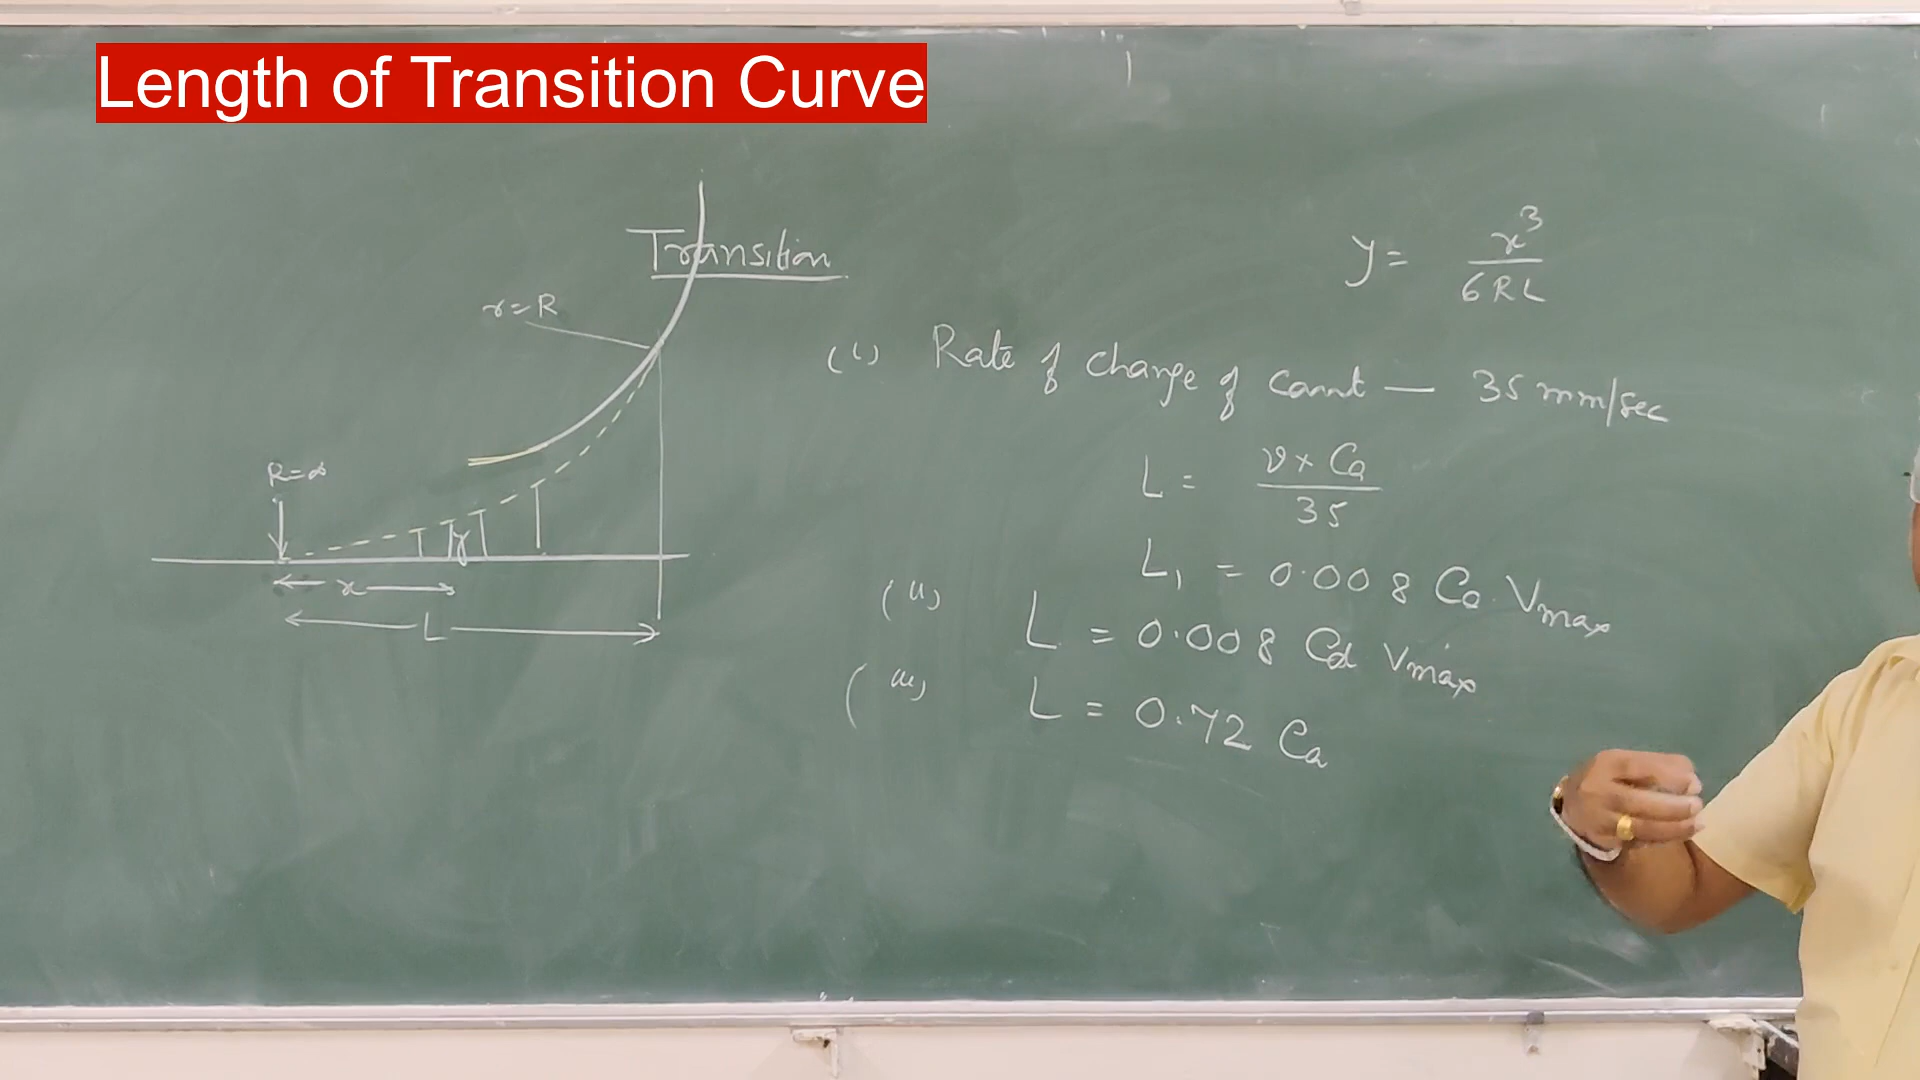 Length of Transition Curve
Transition
r = R
R = ∞
y
x
L
y = x³ / 6RL
(i) Rate of change of cant — 35 mm/sec
L = v × Ca / 35
L₁ = 0.008 Ca. Vmax
(ii) L = 0.008 Cd Vmax
(iii) L = 0.72 Ca